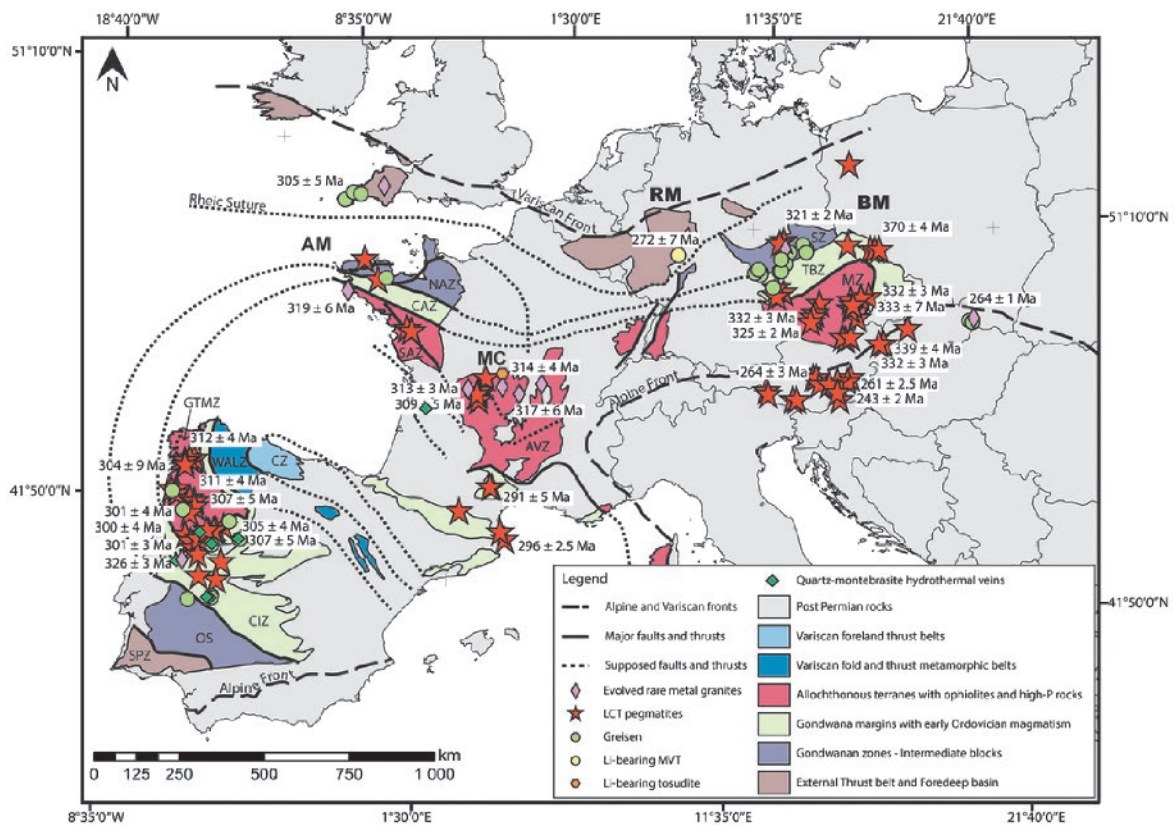 18°40'0"W
8°35'0"W
1°30'0"E
11°35'0"E
21°40'0"E
51°10'0"N
N
305 ± 5 Ma
Variscan Front
Rheic Suture
RM
BM
321 ± 2 Ma
370 ± 4 Ma
SZ
51°10'0"N
AM
272 ± 7 Ma
TBZ
NAZ
MZ
CAZ
332 ± 3 Ma
333 ± 7 Ma
264 ± 1 Ma
319 ± 6 Ma
332 ± 3 Ma
325 ± 2 Ma
SAZ
339 ± 4 Ma
332 ± 3 Ma
MC
314 ± 4 Ma
264 ± 3 Ma
313 ± 3 Ma
309 ± 5 Ma
261 ± 2.5 Ma
243 ± 2 Ma
Alpine Front
GTMZ
317 ± 6 Ma
312 ± 4 Ma
AVZ
304 ± 9 Ma
WALZ
CZ
311 ± 4 Ma
41°50'0"N
291 ± 5 Ma
307 ± 5 Ma
301 ± 4 Ma
300 ± 4 Ma
305 ± 4 Ma
307 ± 5 Ma
301 ± 3 Ma
296 ± 2.5 Ma
326 ± 3 Ma
Legend
Quartz-montebrasite hydrothermal veins
Alpine and Variscan fronts
Post Permian rocks
41°50'0"N
CIZ
OS
Major faults and thrusts
Variscan foreland thrust belts
SPZ
Supposed faults and thrusts
Variscan fold and thrust metamorphic belts
Alpine Front
Evolved rare metal granites
Allochthonous terranes with ophiolites and high-P rocks
LCT pegmatites
Gondwana margins with early Ordovician magmatism
Greisen
Gondwanan zones - Intermediate blocks
Li-bearing MVT
km
0 125 250 500 750 1 000
Li-bearing tosudite
External Thrust belt and Foredeep basin
8°35'0"W
1°30'0"E
11°35'0"E
21°40'0"E